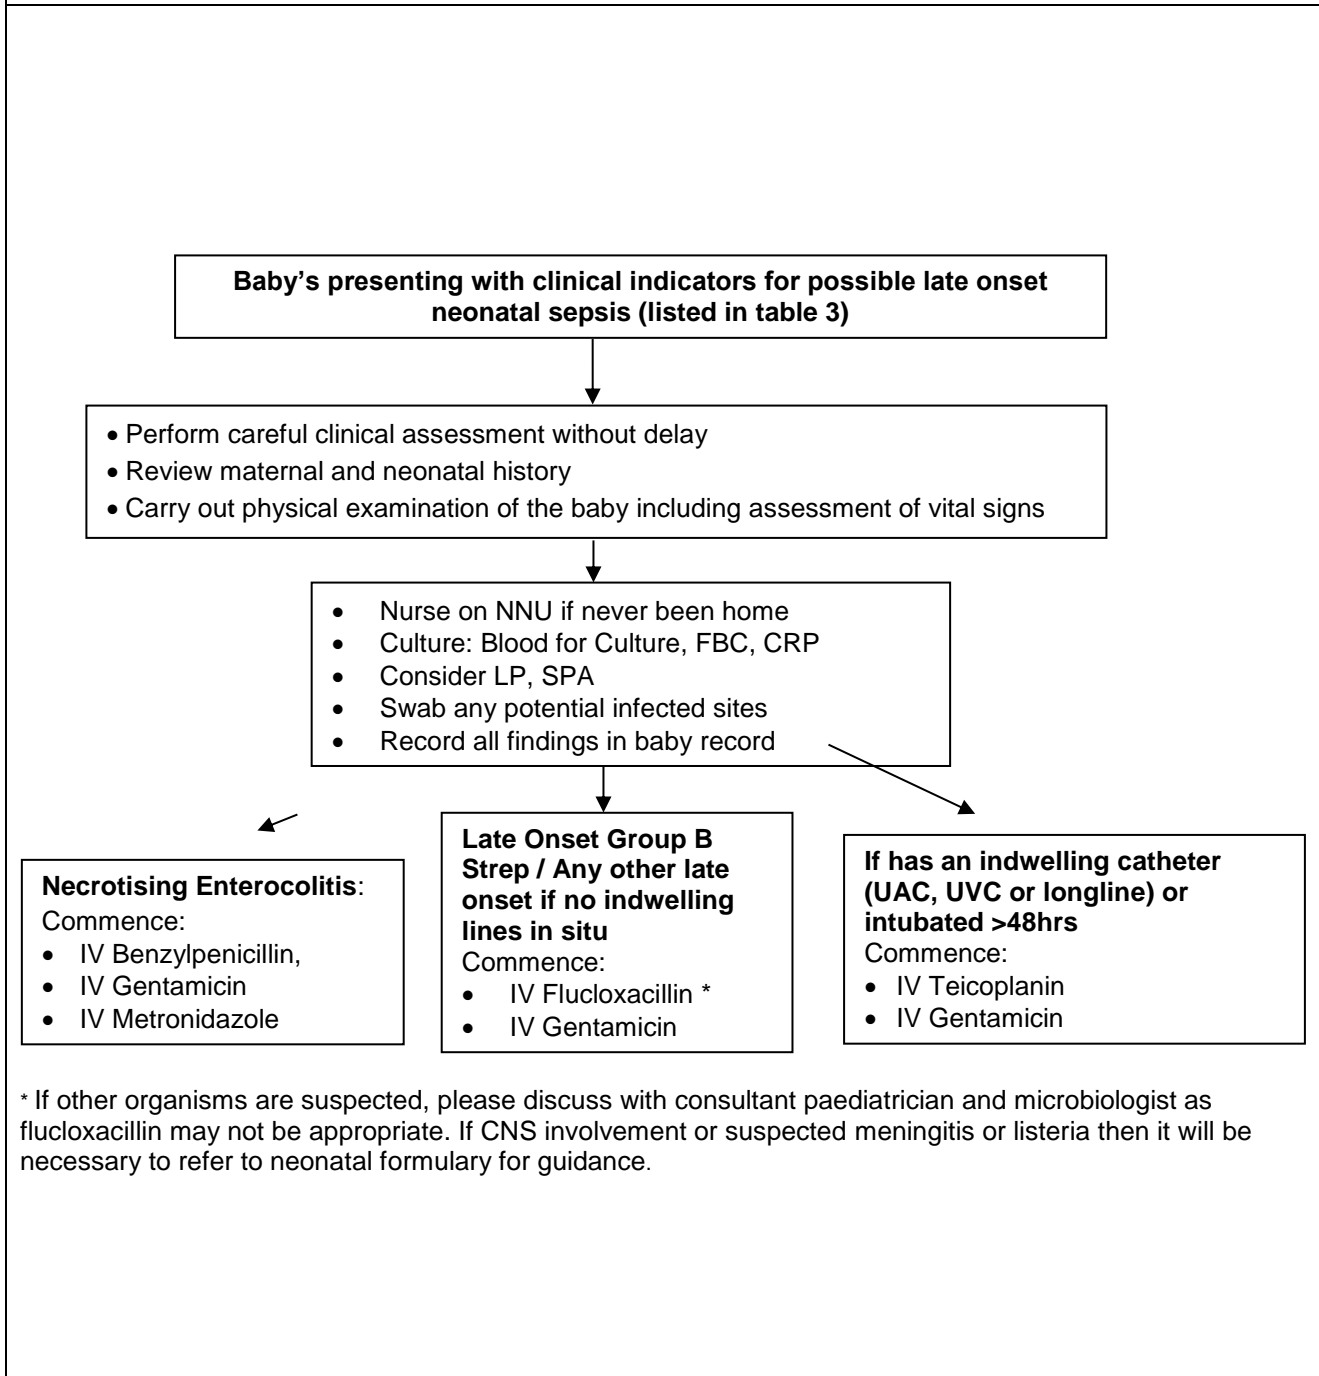 Baby’s presenting with clinical indicators for possible late onset
neonatal sepsis (listed in table 3)
• Perform careful clinical assessment without delay
• Review maternal and neonatal history
• Carry out physical examination of the baby including assessment of vital signs
• Nurse on NNU if never been home
• Culture: Blood for Culture, FBC, CRP
• Consider LP, SPA
• Swab any potential infected sites
• Record all findings in baby record
Necrotising Enterocolitis:
Commence:
• IV Benzylpenicillin,
• IV Gentamicin
• IV Metronidazole
Late Onset Group B
Strep / Any other late
onset if no indwelling
lines in situ
Commence:
• IV Flucloxacillin *
• IV Gentamicin
If has an indwelling catheter
(UAC, UVC or longline) or
intubated >48hrs
Commence:
• IV Teicoplanin
• IV Gentamicin
* If other organisms are suspected, please discuss with consultant paediatrician and microbiologist as
flucloxacillin may not be appropriate. If CNS involvement or suspected meningitis or listeria then it will be
necessary to refer to neonatal formulary for guidance.